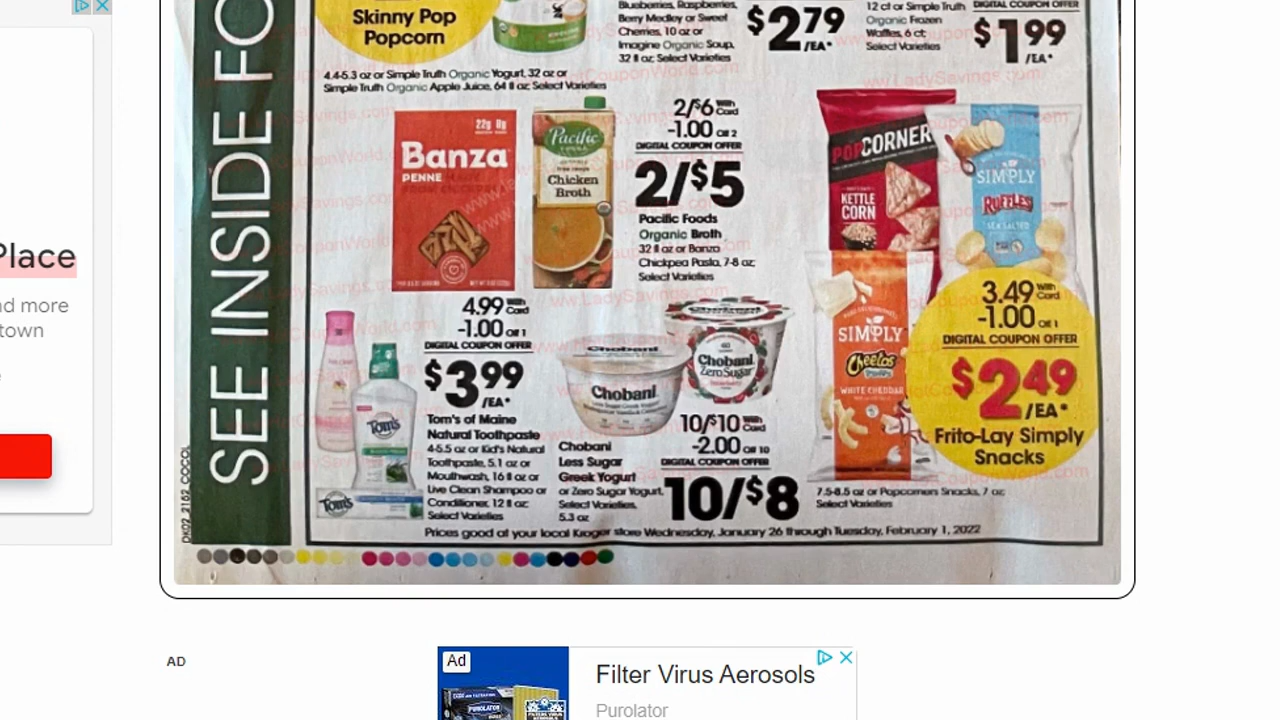 SEE INSIDE FO
Skinny Pop
Popcorn
4.4-5.3 oz or Simple Truth Organic Yogurt, 32 oz or
Simple Truth Organic Apple Juice, 64 fl oz; Select Varieties
Blueberries, Raspberries,
Berry Medley or Sweet
Cherries, 10 oz or
Imagine Organic Soup,
32 fl oz; Select Varieties
$2.79
/EA*
12 ct or Simple Truth
Organic Frozen
Waffles, 6 ct;
Select Varieties
DIGITAL COUPON OFFER
$1.99
/EA*
22g 8g
Banza
PENNE
Pacific
Chicken
Broth
2/$6 With Card
-1.00 Off 2
DIGITAL COUPON OFFER
2/$5
Pacific Foods
Organic Broth
32 fl oz or Banza
Chickpea Pasta, 7-8 oz;
Select Varieties
POPCORNER
KETTLE
CORN
SIMPLY
RUFFLES
SEA SALTED
SIMPLY
Cheetos
WHITE CHEDDAR
3.49 With Card
-1.00 Off 1
DIGITAL COUPON OFFER
$2.49
/EA*
Frito-Lay Simply
Snacks
7.5-8.5 oz or Popcorners Snacks, 7 oz;
Select Varieties
4.99 With Card
-1.00 Off 1
DIGITAL COUPON OFFER
$3.99
/EA*
Tom's of Maine
Natural Toothpaste
4-5.5 oz or Kid's Natural
Toothpaste, 5.1 oz or
Mouthwash, 16 fl oz or
Live Clean Shampoo or
Conditioner, 12 fl oz;
Select Varieties
Tom's
Tom's
Chobani
Chobani
Chobani
Chobani
Zero Sugar
Chobani
Less Sugar
Greek Yogurt
or Zero Sugar Yogurt,
Select Varieties,
5.3 oz
10/$10 With Card
-2.00 Off 10
DIGITAL COUPON OFFER
10/$8
Prices good at your local Kroger store Wednesday, January 26 through Tuesday, February 1, 2022
Place
nd more
town
AD
Ad
Filter Virus Aerosols
Purolator
PUROLATOR